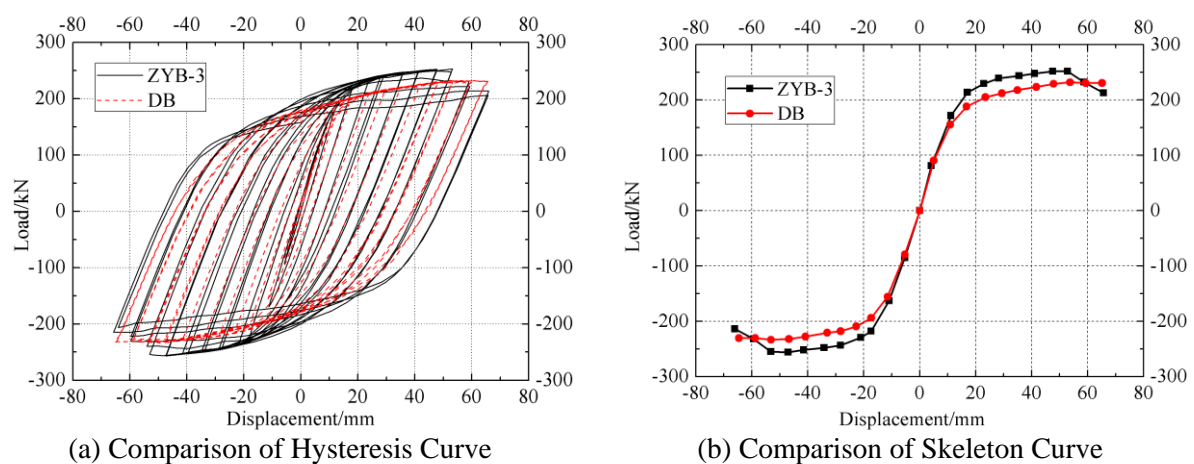 -80 -60 -40 -20 0 20 40 60 80
300 300
200 200
100 100
0 0
-100 -100
-200 -200
-300 -300
-80 -60 -40 -20 0 20 40 60 80
Load/kN
Displacement/mm
ZYB-3
DB
(a) Comparison of Hysteresis Curve
-80 -60 -40 -20 0 20 40 60 80
300 300
200 200
100 100
0 0
-100 -100
-200 -200
-300 -300
-80 -60 -40 -20 0 20 40 60 80
Load/kN
Displacement/mm
ZYB-3
DB
(b) Comparison of Skeleton Curve